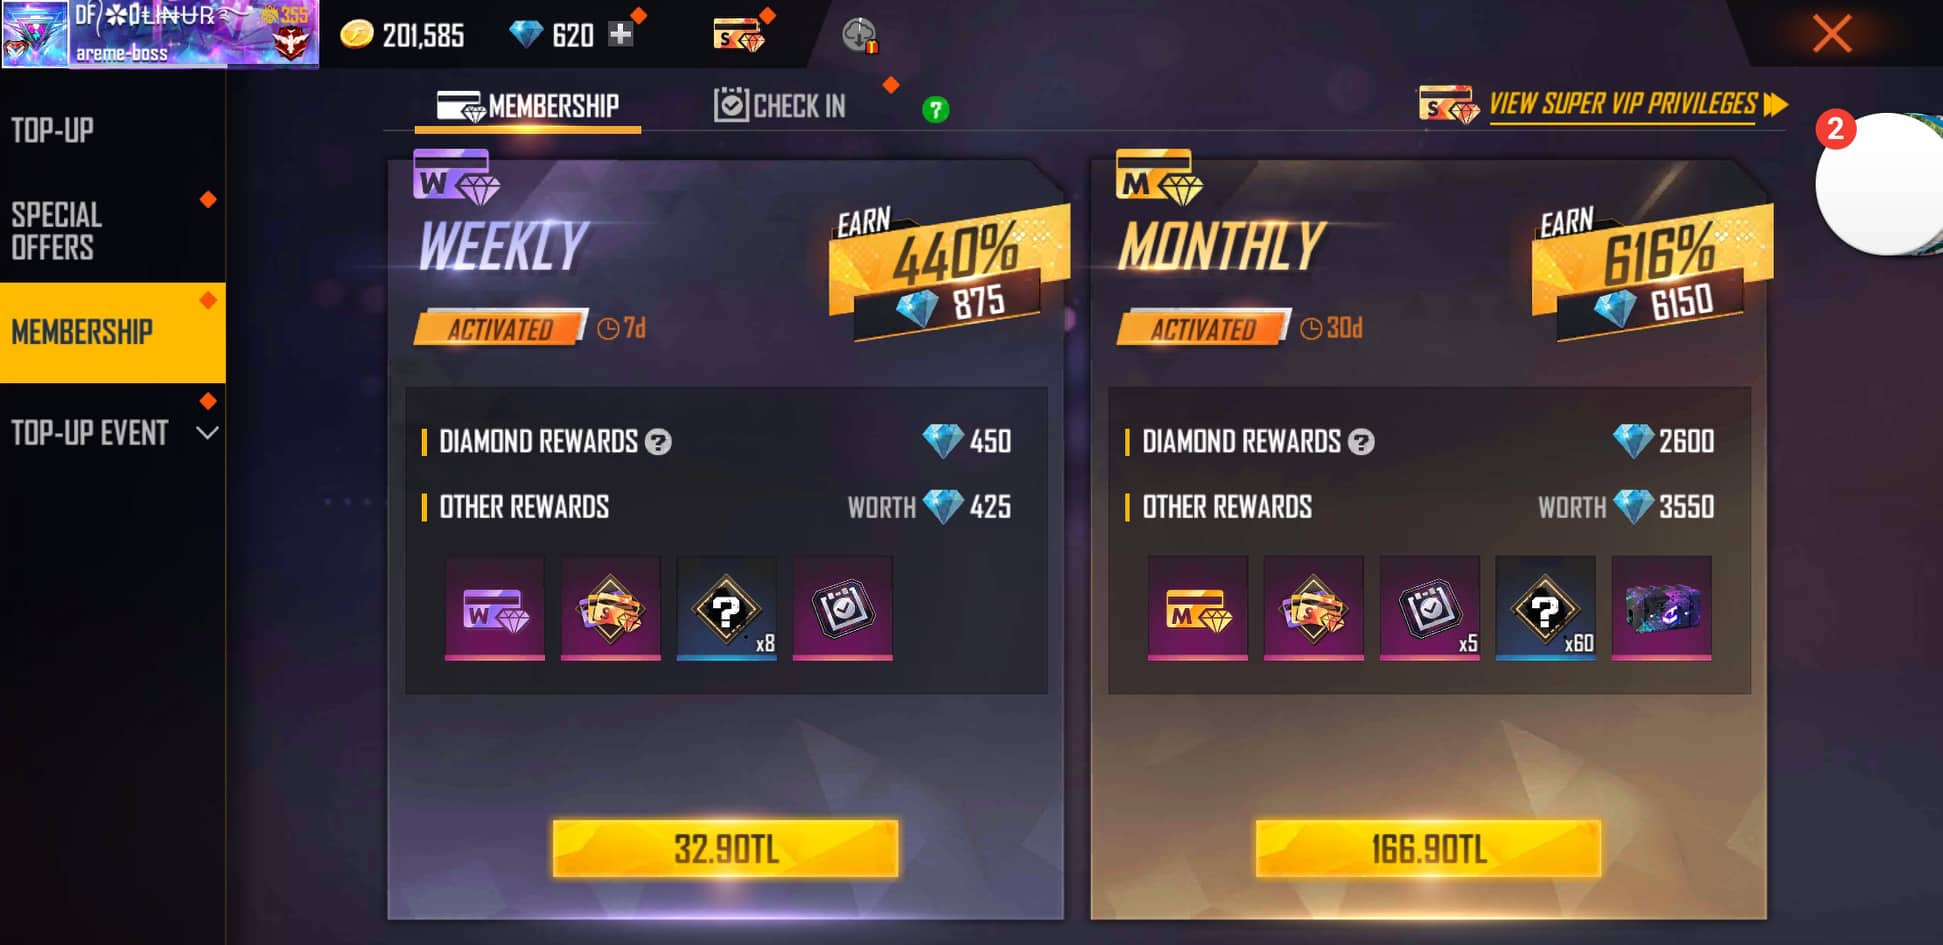 355
areme-boss
201,585
620
S
TOP-UP
SPECIAL
OFFERS
MEMBERSHIP
TOP-UP EVENT
MEMBERSHIP
CHECK IN
?
S
VIEW SUPER VIP PRIVILEGES
2
W
WEEKLY
EARN
440%
875
ACTIVATED
7d
DIAMOND REWARDS ?
450
OTHER REWARDS
WORTH 425
W
S
?
x8
32.90TL
M
MONTHLY
EARN
616%
6150
ACTIVATED
30d
DIAMOND REWARDS ?
2600
OTHER REWARDS
WORTH 3550
M
S
x5
?
x60
166.90TL